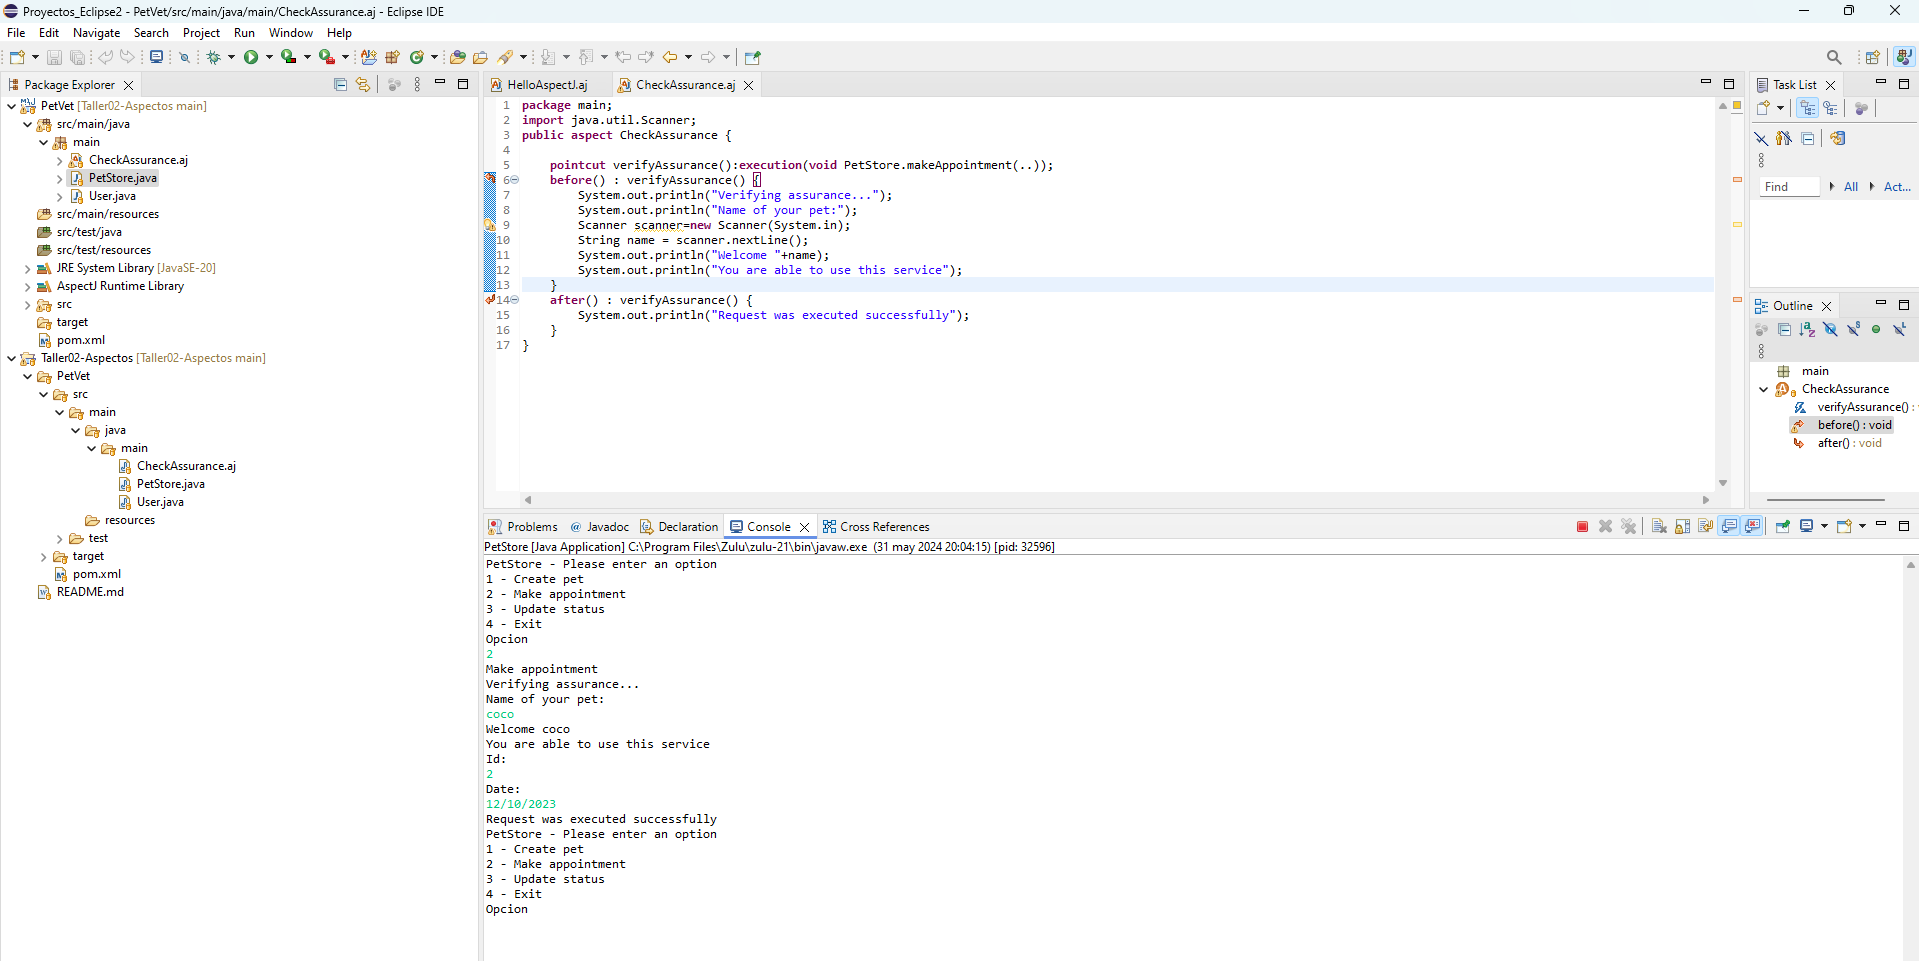 Proyectos_Eclipse2 - PetVet/src/main/java/main/CheckAssurance.aj - Eclipse IDE
File Edit Navigate Search Project Run Window Help
Package Explorer
PetVet [Taller02-Aspectos main]
src/main/java
main
CheckAssurance.aj
PetStore.java
User.java
src/main/resources
src/test/java
src/test/resources
JRE System Library [JavaSE-20]
AspectJ Runtime Library
src
target
pom.xml
Taller02-Aspectos [Taller02-Aspectos main]
PetVet
src
main
java
main
CheckAssurance.aj
PetStore.java
User.java
resources
test
target
pom.xml
README.md
HelloAspectJ.aj CheckAssurance.aj
1 package main;
2 import java.util.Scanner;
3 public aspect CheckAssurance {
4
5 pointcut verifyAssurance():execution(void PetStore.makeAppointment(..));
6 before() : verifyAssurance() {
7 System.out.println("Verifying assurance...");
8 System.out.println("Name of your pet:");
9 Scanner scanner=new Scanner(System.in);
10 String name = scanner.nextLine();
11 System.out.println("Welcome "+name);
12 System.out.println("You are able to use this service");
13 }
14 after() : verifyAssurance() {
15 System.out.println("Request was executed successfully");
16 }
17 }
Task List
Find All Act...
Outline
main
CheckAssurance
verifyAssurance() :
before() : void
after() : void
Problems Javadoc Declaration Console Cross References
PetStore [Java Application] C:\Program Files\Zulu\zulu-21\bin\javaw.exe (31 may 2024 20:04:15) [pid: 32596]
PetStore - Please enter an option
1 - Create pet
2 - Make appointment
3 - Update status
4 - Exit
Opcion
2
Make appointment
Verifying assurance...
Name of your pet:
coco
Welcome coco
You are able to use this service
Id:
2
Date:
12/10/2023
Request was executed successfully
PetStore - Please enter an option
1 - Create pet
2 - Make appointment
3 - Update status
4 - Exit
Opcion